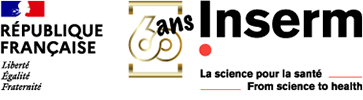 RÉPUBLIQUE
FRANÇAISE
Liberté
Égalité
Fraternité
60 ans
Inserm
La science pour la santé
From science to health